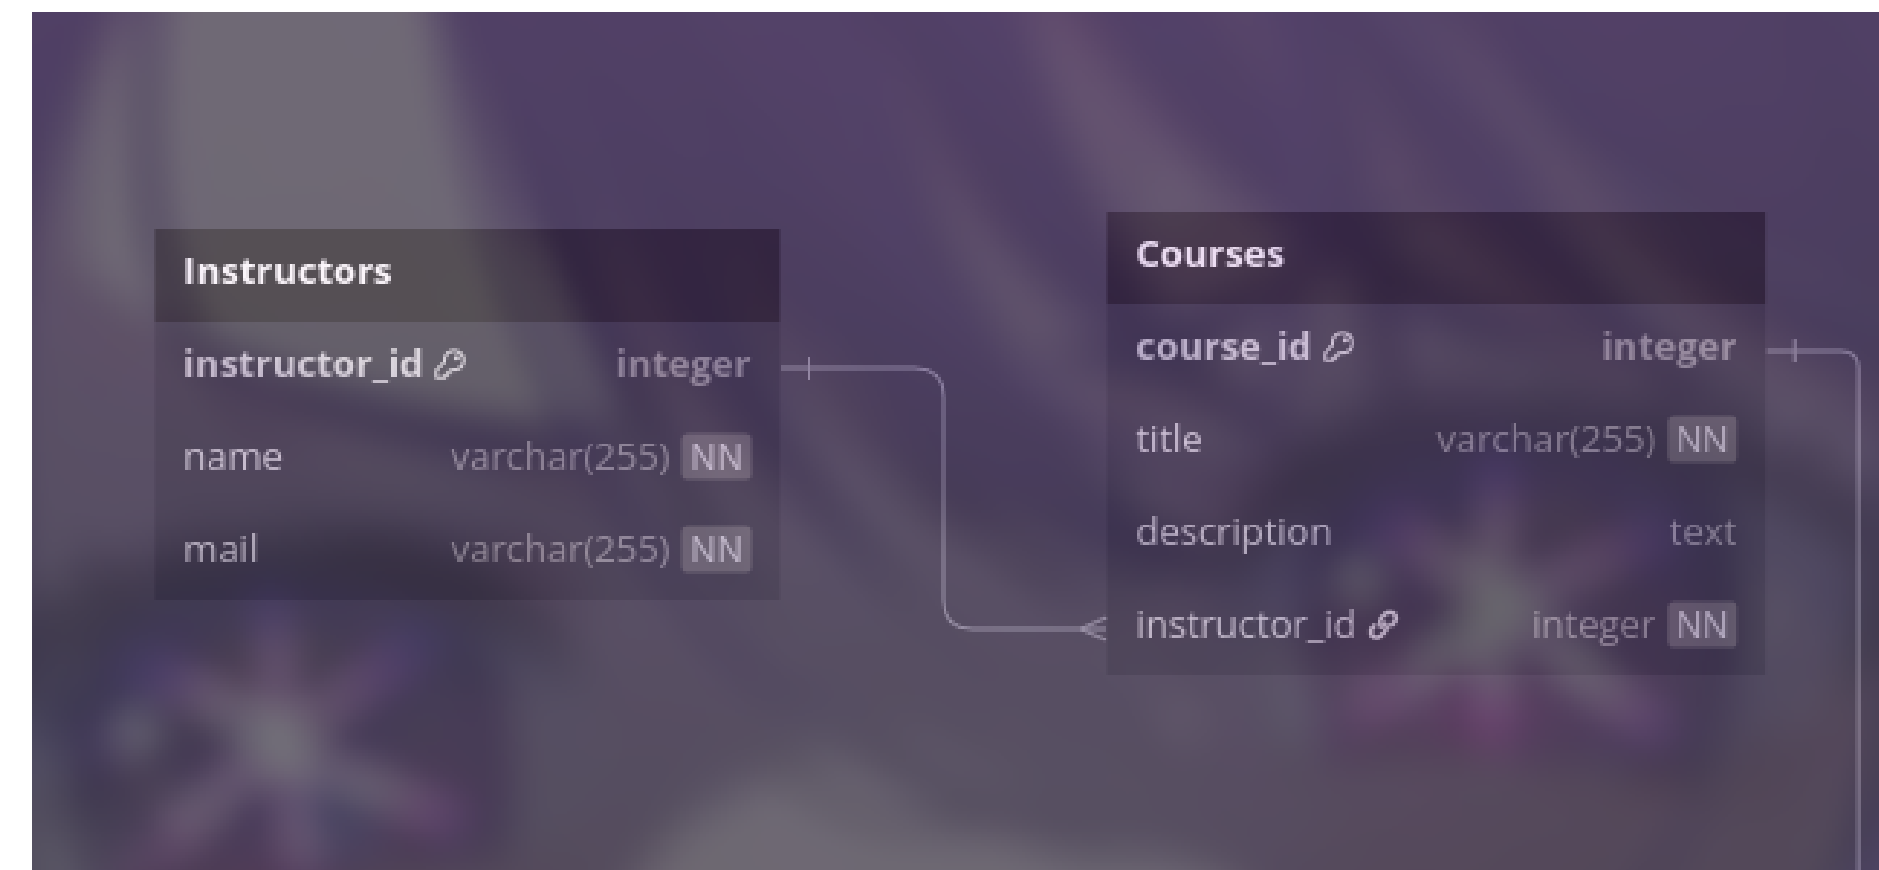 Instructors
instructor_id integer
name varchar(255) NN
mail varchar(255) NN
Courses
course_id integer
title varchar(255) NN
description text
instructor_id integer NN